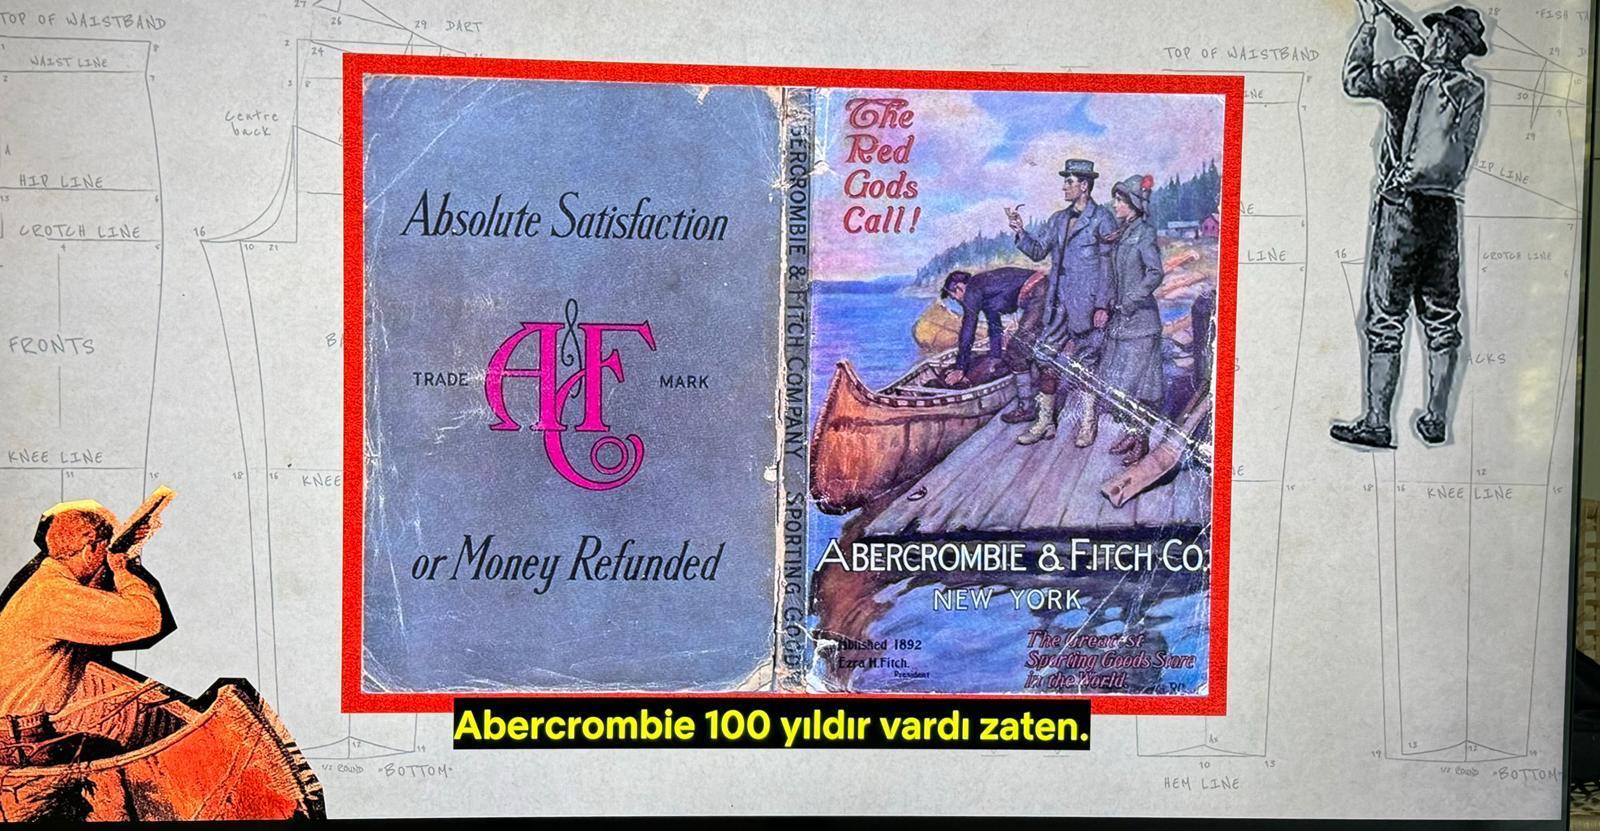 TOP OF WAISTBAND
WAIST LINE
HIP LINE
CROTCH LINE
FRONTS
KNEE LINE
DART
Centre
back
KNEE
BOTTOM
Absolute Satisfaction
TRADE
A&F Co
MARK
or Money Refunded
ABERCROMBIE & FITCH COMPANY SPORTING GOODS
The
Red
Gods
Call!
ABERCROMBIE & FITCH CO.
NEW YORK
1892
Ezra H. Fitch.
President
The Greatest
Sporting Goods Store
in the World.
Abercrombie 100 yıldır vardı zaten.
TOP OF WAISTBAND
LINE
HEM LINE
CROTCH LINE
KNEE LINE
"BOTTOM"